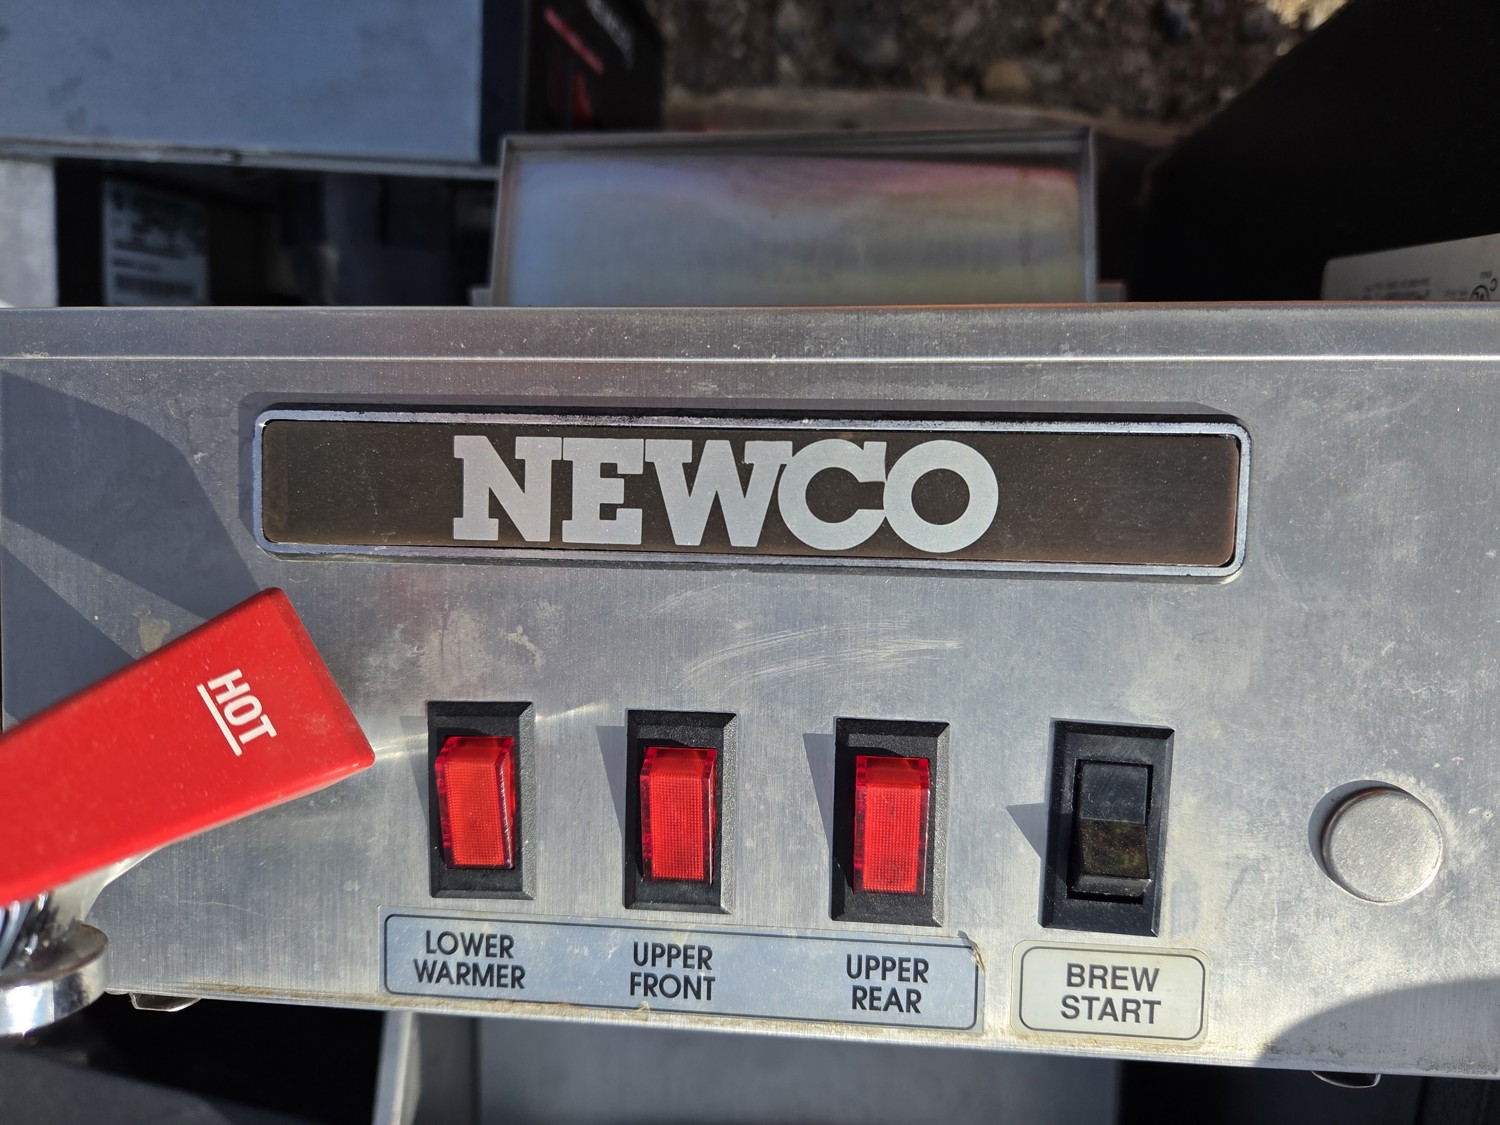 NEWCO
HOT
LOWER
WARMER
UPPER
FRONT
UPPER
REAR
BREW
START